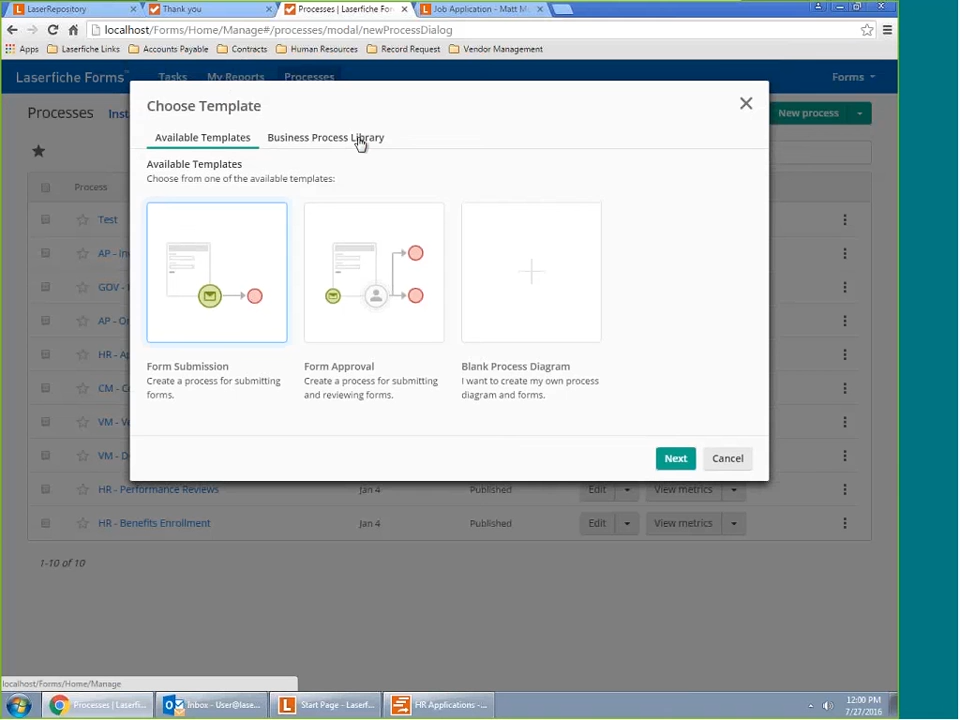 LaserRepository
Thank you
Processes | Laserfiche For
Job Application - Matt M
localhost/Forms/Home/Manage#/processes/modal/newProcessDialog
Apps
Laserfiche Links
Accounts Payable
Contracts
Human Resources
Record Request
Vendor Management
Laserfiche Forms
Tasks
My Reports
Processes
Forms
Processes
New process
Choose Template
Available Templates
Business Process Library
Available Templates
Choose from one of the available templates:
Process
Test
AP - In
GOV -
AP - O
HR - A
CM - C
VM - V
VM - D
Form Submission
Create a process for submitting
forms.
Form Approval
Create a process for submitting
and reviewing forms.
Blank Process Diagram
I want to create my own process
diagram and forms.
Next
Cancel
HR - Performance Reviews
Jan 4
Published
Edit
View metrics
HR - Benefits Enrollment
Jan 4
Published
Edit
View metrics
1-10 of 10
localhost/Forms/Home/Manage
Processes | Laserfi...
Inbox - User@lase...
Start Page - Laserf...
HR Applications -...
12:00 PM
7/27/2016